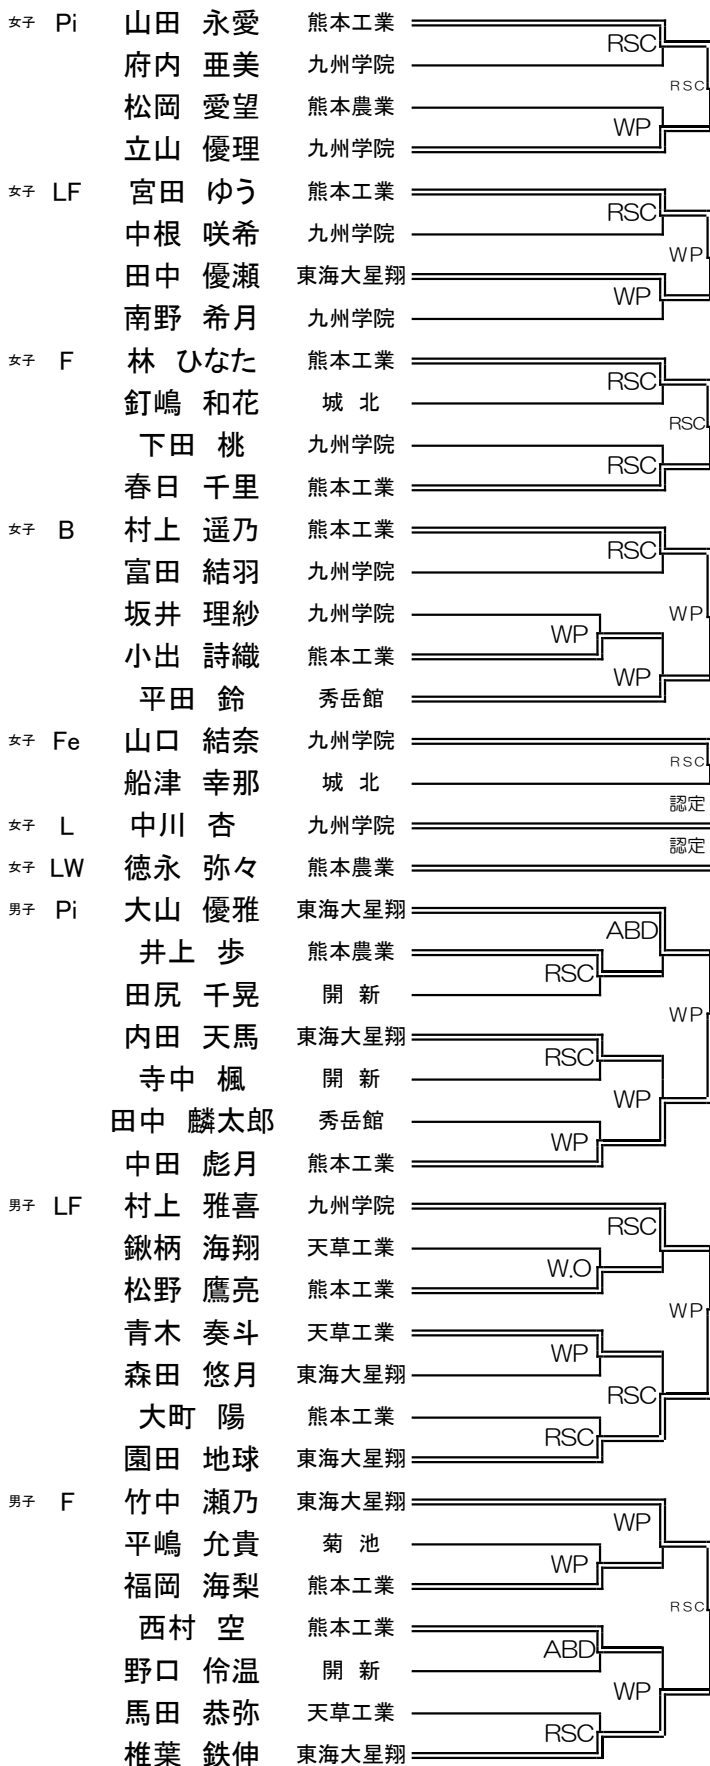 女子 Pi 山田 永愛 熊本工業
RSC
府内 亜美 九州学院
RSC
松岡 愛望 熊本農業
WP
立山 優理 九州学院
女子 LF 宮田 ゆう 熊本工業
RSC
中根 咲希 九州学院
WP
田中 優瀬 東海大星翔
WP
南野 希月 九州学院
女子 F 林 ひなた 熊本工業
RSC
釘嶋 和花 城 北
RSC
下田 桃 九州学院
RSC
春日 千里 熊本工業
女子 B 村上 遥乃 熊本工業
RSC
富田 結羽 九州学院
坂井 理紗 九州学院
WP
WP
小出 詩織 熊本工業
WP
平田 鈴 秀岳館
女子 Fe 山口 結奈 九州学院
RSC
船津 幸那 城 北
認定
女子 L 中川 杏 九州学院
認定
女子 LW 徳永 弥々 熊本農業
男子 Pi 大山 優雅 東海大星翔
ABD
井上 歩 熊本農業
RSC
田尻 千晃 開 新
WP
内田 天馬 東海大星翔
RSC
寺中 楓 開 新
WP
田中 麟太郎 秀岳館
WP
中田 彪月 熊本工業
男子 LF 村上 雅喜 九州学院
RSC
鍬柄 海翔 天草工業
W.O
松野 鷹亮 熊本工業
WP
青木 奏斗 天草工業
WP
森田 悠月 東海大星翔
RSC
大町 陽 熊本工業
RSC
園田 地球 東海大星翔
男子 F 竹中 瀬乃 東海大星翔
WP
平嶋 允貴 菊 池
WP
福岡 海梨 熊本工業
RSC
西村 空 熊本工業
ABD
野口 伶温 開 新
WP
馬田 恭弥 天草工業
RSC
椎葉 鉄伸 東海大星翔